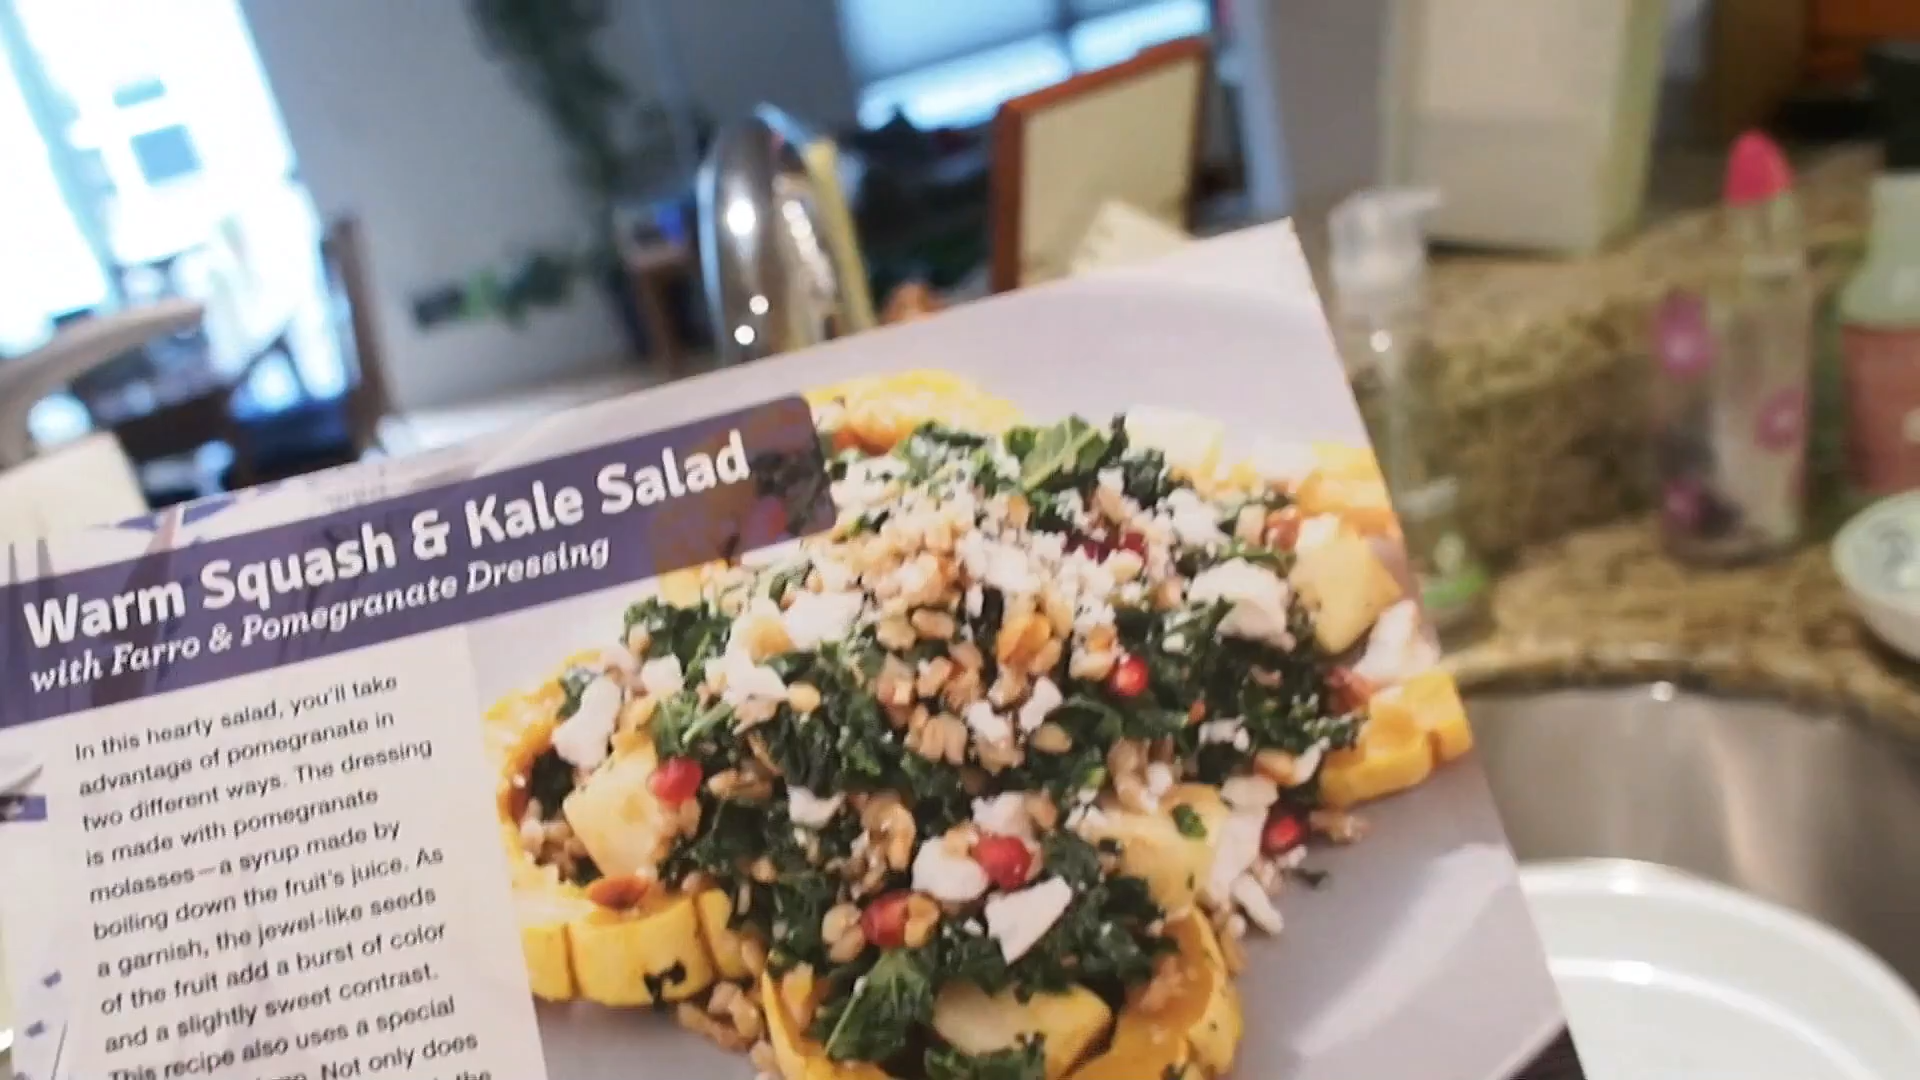 Warm Squash & Kale Salad
with Farro & Pomegranate Dressing
In this hearty salad, you'll take
advantage of pomegranate in
two different ways. The dressing
is made with pomegranate
molasses—a syrup made by
boiling down the fruit's juice. As
a garnish, the jewel-like seeds
of the fruit add a burst of color
and a slightly sweet contrast.
This recipe also uses a special
Not only does
the